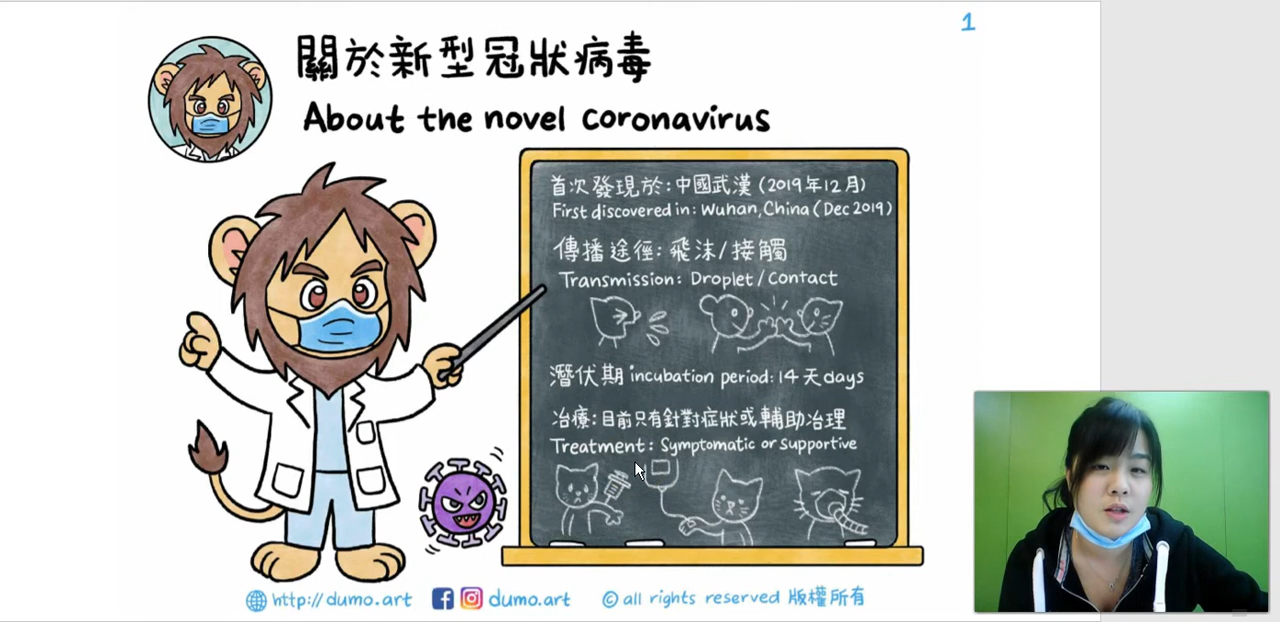 1
關於新型冠狀病毒
About the novel coronavirus
首次發現於：中國武漢（2019年12月）
First discovered in: Wuhan, China (Dec 2019)
傳播途徑：飛沫/接觸
Transmission: Droplet / Contact
潛伏期 incubation period: 14 天 days
治療：目前只有針對症狀或輔助治理
Treatment: Symptomatic or supportive
http://dumo.art
dumo.art
© all rights reserved 版權所有